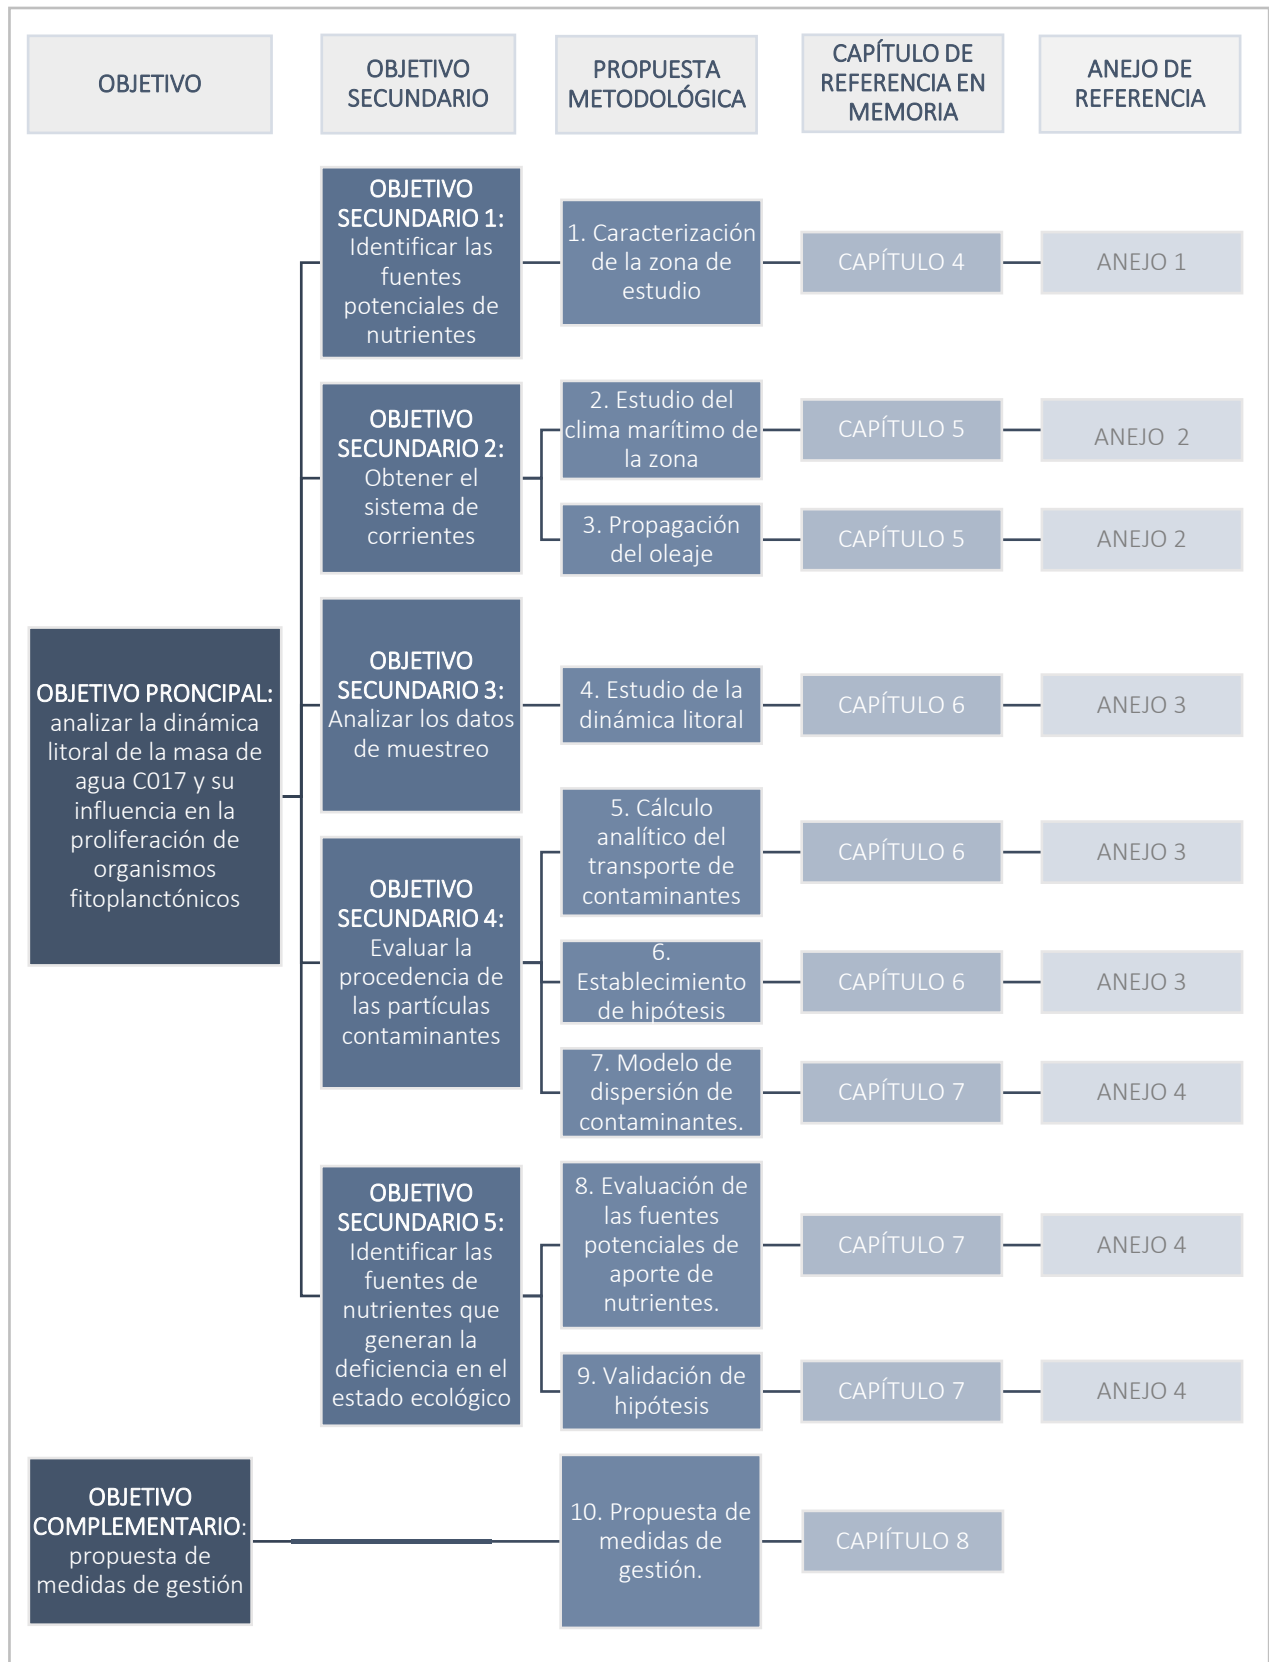 OBJETIVO
OBJETIVO
SECUNDARIO
PROPUESTA
METODOLÓGICA
CAPÍTULO DE
REFERENCIA EN
MEMORIA
ANEJO DE
REFERENCIA
OBJETIVO PRONCIPAL:
analizar la dinámica
litoral de la masa de
agua C017 y su
influencia en la
proliferación de
organismos
fitoplanctónicos
OBJETIVO
SECUNDARIO 1:
Identificar las
fuentes
potenciales de
nutrientes
1. Caracterización
de la zona de
estudio
CAPÍTULO 4
ANEJO 1
OBJETIVO
SECUNDARIO 2:
Obtener el
sistema de
corrientes
2. Estudio del
clima marítimo de
la zona
CAPÍTULO 5
ANEJO  2
3. Propagación
del oleaje
CAPÍTULO 5
ANEJO 2
OBJETIVO
SECUNDARIO 3:
Analizar los datos
de muestreo
4. Estudio de la
dinámica litoral
CAPÍTULO 6
ANEJO 3
OBJETIVO
SECUNDARIO 4:
Evaluar la
procedencia de
las partículas
contaminantes
5. Cálculo
analítico del
transporte de
contaminantes
CAPÍTULO 6
ANEJO 3
6.
Establecimiento
de hipótesis
CAPÍTULO 6
ANEJO 3
7. Modelo de
dispersión de
contaminantes.
CAPÍTULO 7
ANEJO 4
OBJETIVO
SECUNDARIO 5:
Identificar las
fuentes de
nutrientes que
generan la
deficiencia en el
estado ecológico
8. Evaluación de
las fuentes
potenciales de
aporte de
nutrientes.
CAPÍTULO 7
ANEJO 4
9. Validación de
hipótesis
CAPÍTULO 7
ANEJO 4
OBJETIVO
COMPLEMENTARIO:
propuesta de
medidas de gestión
10. Propuesta de
medidas de
gestión.
CAPIÍTULO 8